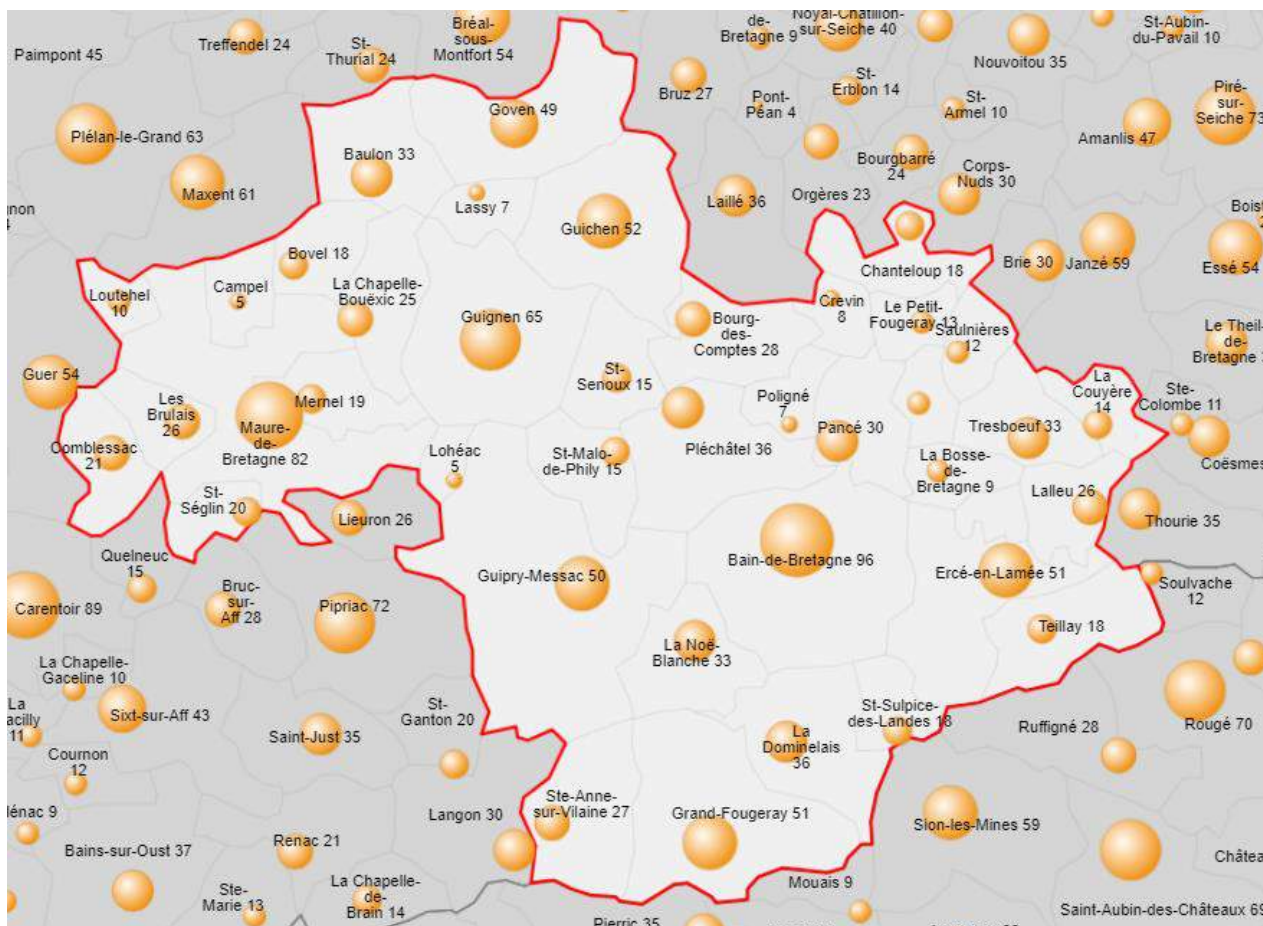 de-
Bretagne 9
Noyal-Châtillon-
sur-Seiche 40
Bréal-
sous-
Montfort 54
St-Aubin-
du-Pavail 10
Paimpont 45
Treffendel 24
St-
Thurial 24
Nouvoitou 35
Bruz 27
St-
Erblon 14
Pont-
Péan 4
St-
Armel 10
Piré-
sur-
Seiche 73
Goven 49
Plélan-le-Grand 63
Amanlis 47
Baulon 33
Bourgbarré
24
Corps-
Nuds 30
Maxent 61
Lassy 7
Laillé 36
Orgères 23
Guichen 52
Bovel 18
Chanteloup 18
Brie 30
Janzé 59
Essé 54
Loutehel
10
Campel
5
La Chapelle-
Bouëxic 25
Crevin
8
Le Petit-
Fougeray 13
Guignen 65
Bourg-
des-
Comptes 28
Saulnières
12
Le Theil-
de-
Bretagne
Guer 54
St-
Senoux 15
La
Couyère
14
Ste-
Colombe 11
Les
Brulais
26
Mernel 19
Maure-
de-
Bretagne 82
Poligné
7
Pancé 30
Tresboeuf 33
Comblessac
21
Lohéac
5
St-Malo-
de-Phily 15
Pléchâtel 36
La Bosse-
de-
Bretagne 9
Coësmes
Lalleu 26
St-
Séglin 20
Lieuron 26
Thourie 35
Quelneuc
15
Bain-de-Bretagne 96
Guipry-Messac 50
Ercé-en-Lamée 51
Soulvache
12
Carentoir 89
Bruc-
sur-
Aff 28
Pipriac 72
Teillay 18
La Noë-
Blanche 33
La Chapelle-
Gaceline 10
Sixt-sur-Aff 43
La
acilly
11
St-
Ganton 20
St-Sulpice-
des-Landes 18
Ruffigné 28
Rougé 70
Saint-Just 35
La
Dominelais
36
Cournon
12
Ste-Anne-
sur-Vilaine 27
Grand-Fougeray 51
Langon 30
Sion-les-Mines 59
Renac 21
Bains-sur-Oust 37
Châtea
La Chapelle-
de-
Brain 14
Ste-
Marie 13
Mouais 9
Saint-Aubin-des-Châteaux 69
Pierric 35